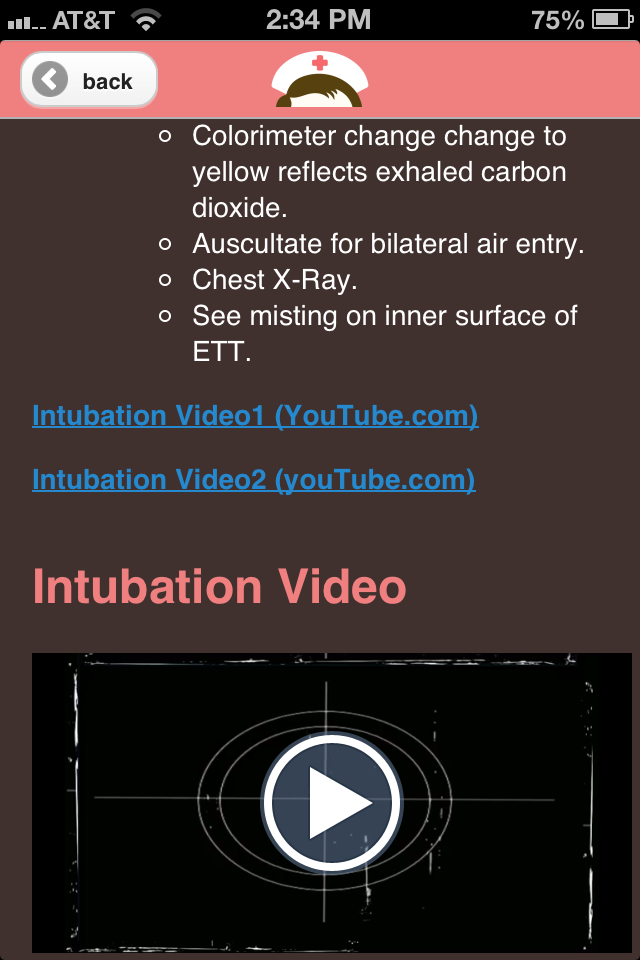 AT&T 2:34 PM 75%
back
Colorimeter change change to
yellow reflects exhaled carbon
dioxide.
Auscultate for bilateral air entry.
Chest X-Ray.
See misting on inner surface of
ETT.
Intubation Video1 (YouTube.com)
Intubation Video2 (youTube.com)
Intubation Video